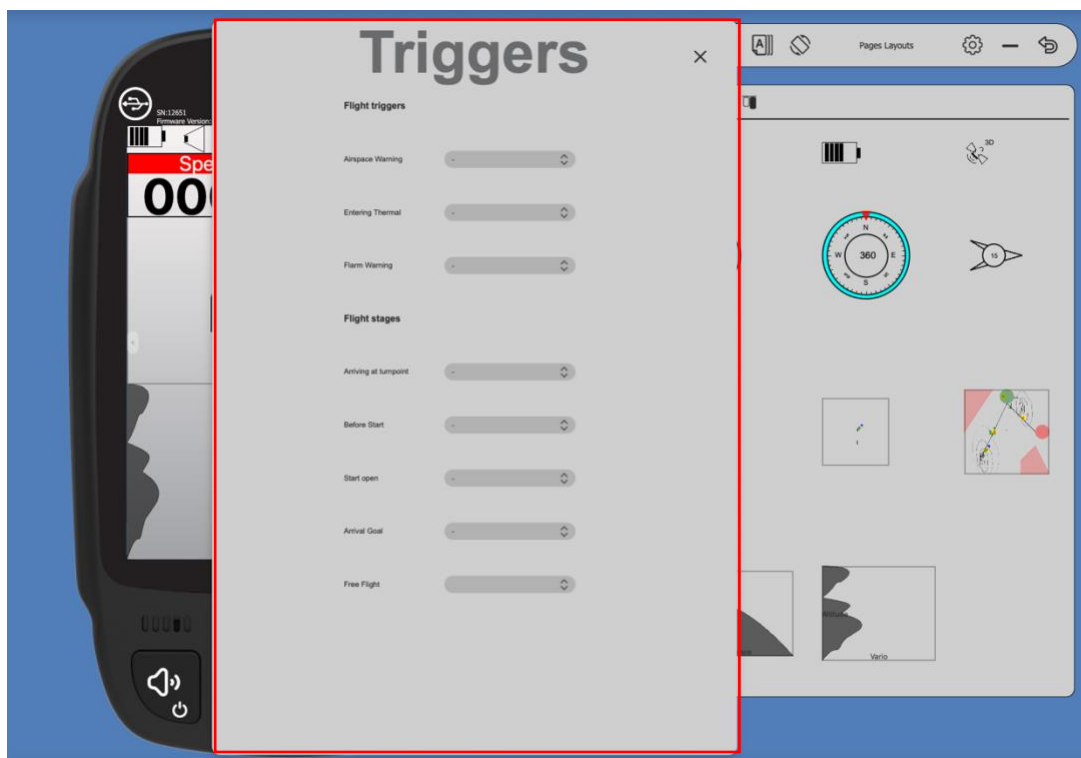 Triggers
Flight triggers
Airspace Warning
-
Entering Thermal
-
Flarm Warning
-
Flight stages
Arriving at turnpoint
-
Before Start
-
Start open
-
Arrival Goal
-
Free Flight
SN:12651
Firmware Version:
Spe
000
A
Pages Layouts
3D
N
W 360 E
S
15
Altitude
Vario